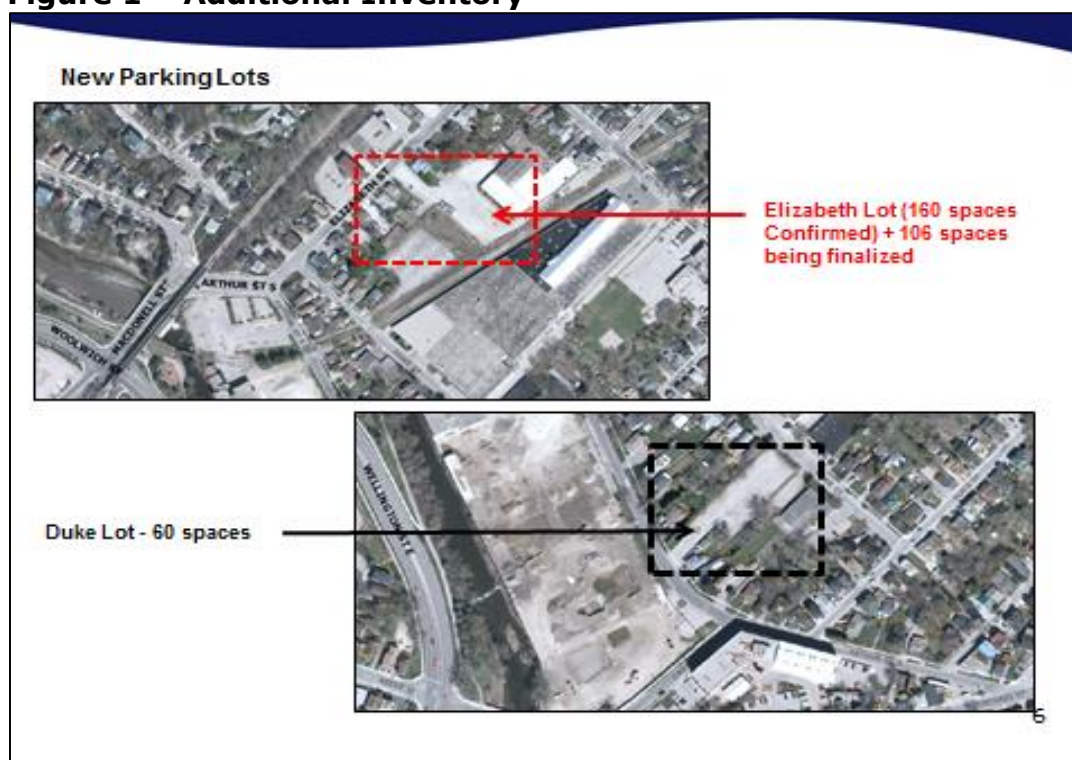 Figure 1 – Additional Inventory
New Parking Lots
ELIZABETH ST
ARTHUR ST S
MACDONELL ST
WOOLWICH ST
Elizabeth Lot (160 spaces
Confirmed) + 106 spaces
being finalized
WELLINGTON ST E
Duke Lot - 60 spaces
6